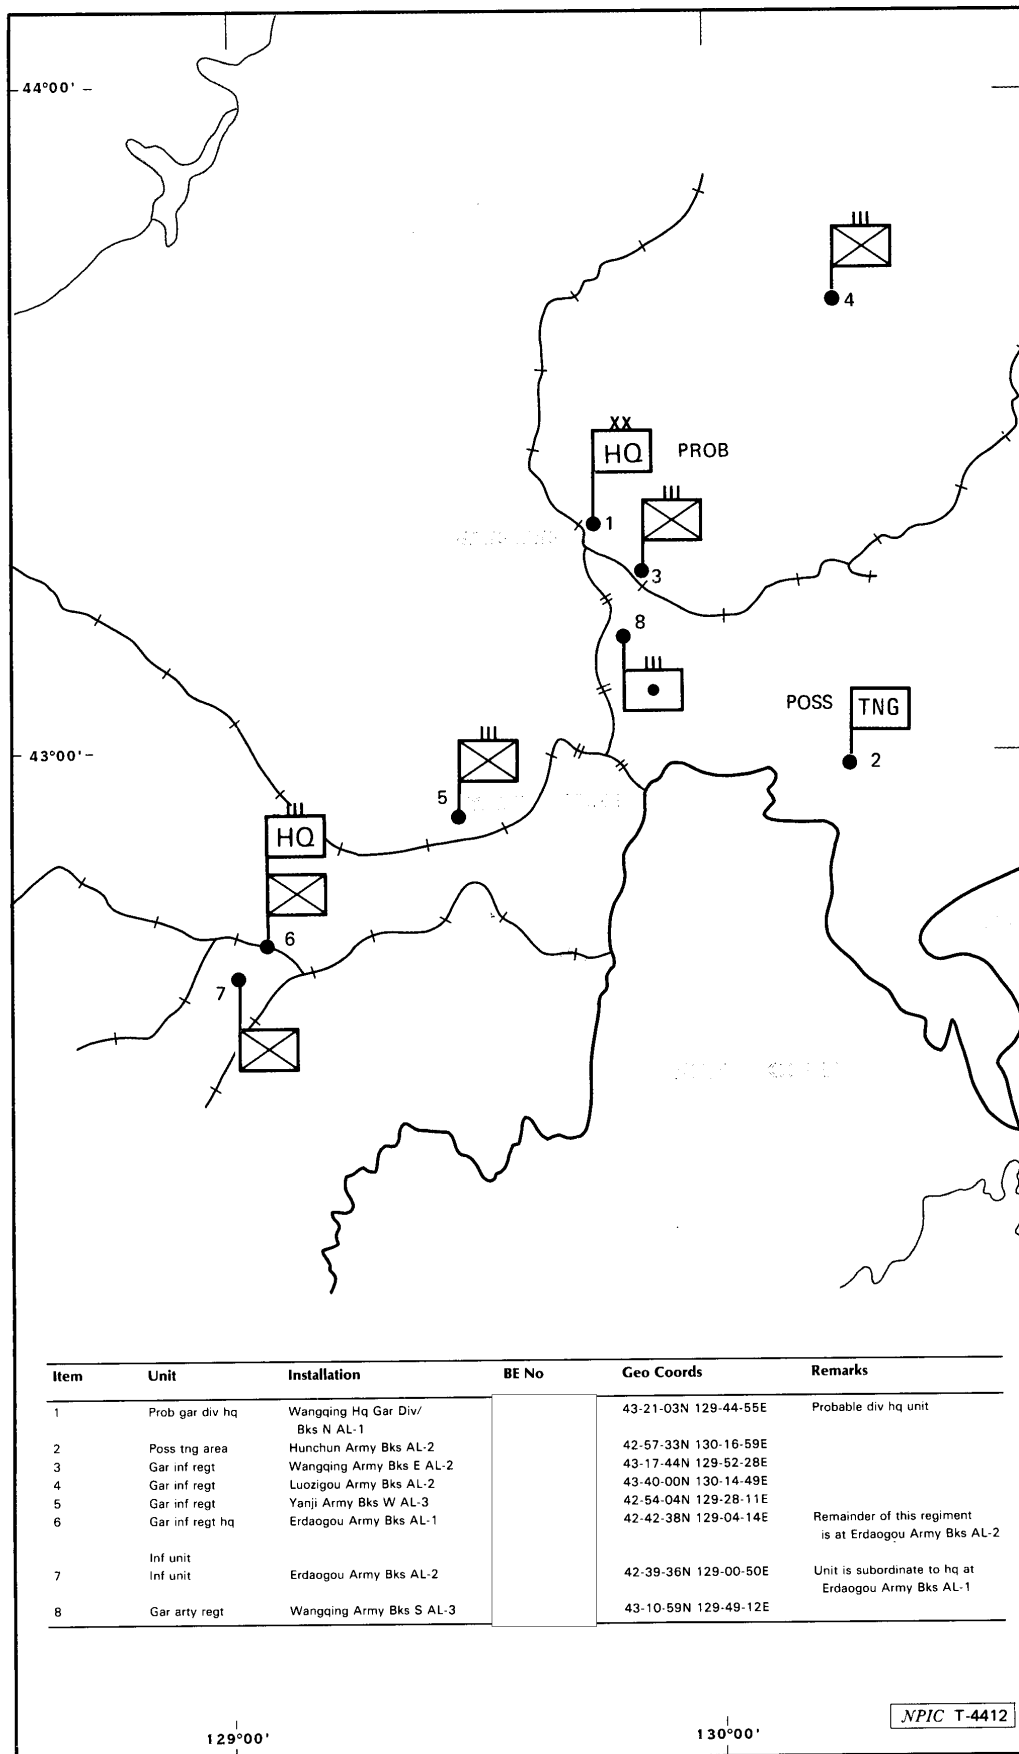 44°00'
4
XX
HQ PROB
1
3
8
POSS TNG
43°00'
2
5
HQ
6
7
Item Unit Installation BE No Geo Coords Remarks
1 Prob gar div hq Wangqing Hq Gar Div/ 43-21-03N 129-44-55E Probable div hq unit
Bks N AL-1
2 Poss tng area Hunchun Army Bks AL-2 42-57-33N 130-16-59E
3 Gar inf regt Wangqing Army Bks E AL-2 43-17-44N 129-52-28E
4 Gar inf regt Luozigou Army Bks AL-2 43-40-00N 130-14-49E
5 Gar inf regt Yanji Army Bks W AL-3 42-54-04N 129-28-11E
6 Gar inf regt hq Erdaogou Army Bks AL-1 42-42-38N 129-04-14E Remainder of this regiment
is at Erdaogou Army Bks AL-2
Inf unit
7 Inf unit Erdaogou Army Bks AL-2 42-39-36N 129-00-50E Unit is subordinate to hq at
Erdaogou Army Bks AL-1
8 Gar arty regt Wangqing Army Bks S AL-3 43-10-59N 129-49-12E
NPIC T-4412
129°00' 130°00'